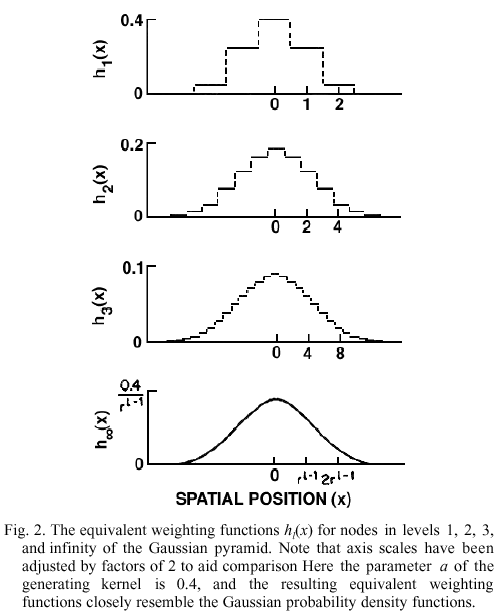 0.4
h1(x)
0
0 1 2
0.2
h2(x)
0
0 2 4
0.1
h3(x)
0
0 4 8
0.4
rl-1
h∞(x)
0
0 rl-1 2rl-1
SPATIAL POSITION (x)
Fig. 2. The equivalent weighting functions hl(x) for nodes in levels 1, 2, 3,
and infinity of the Gaussian pyramid. Note that axis scales have been
adjusted by factors of 2 to aid comparison Here the parameter a of the
generating kernel is 0.4, and the resulting equivalent weighting
functions closely resemble the Gaussian probability density functions.